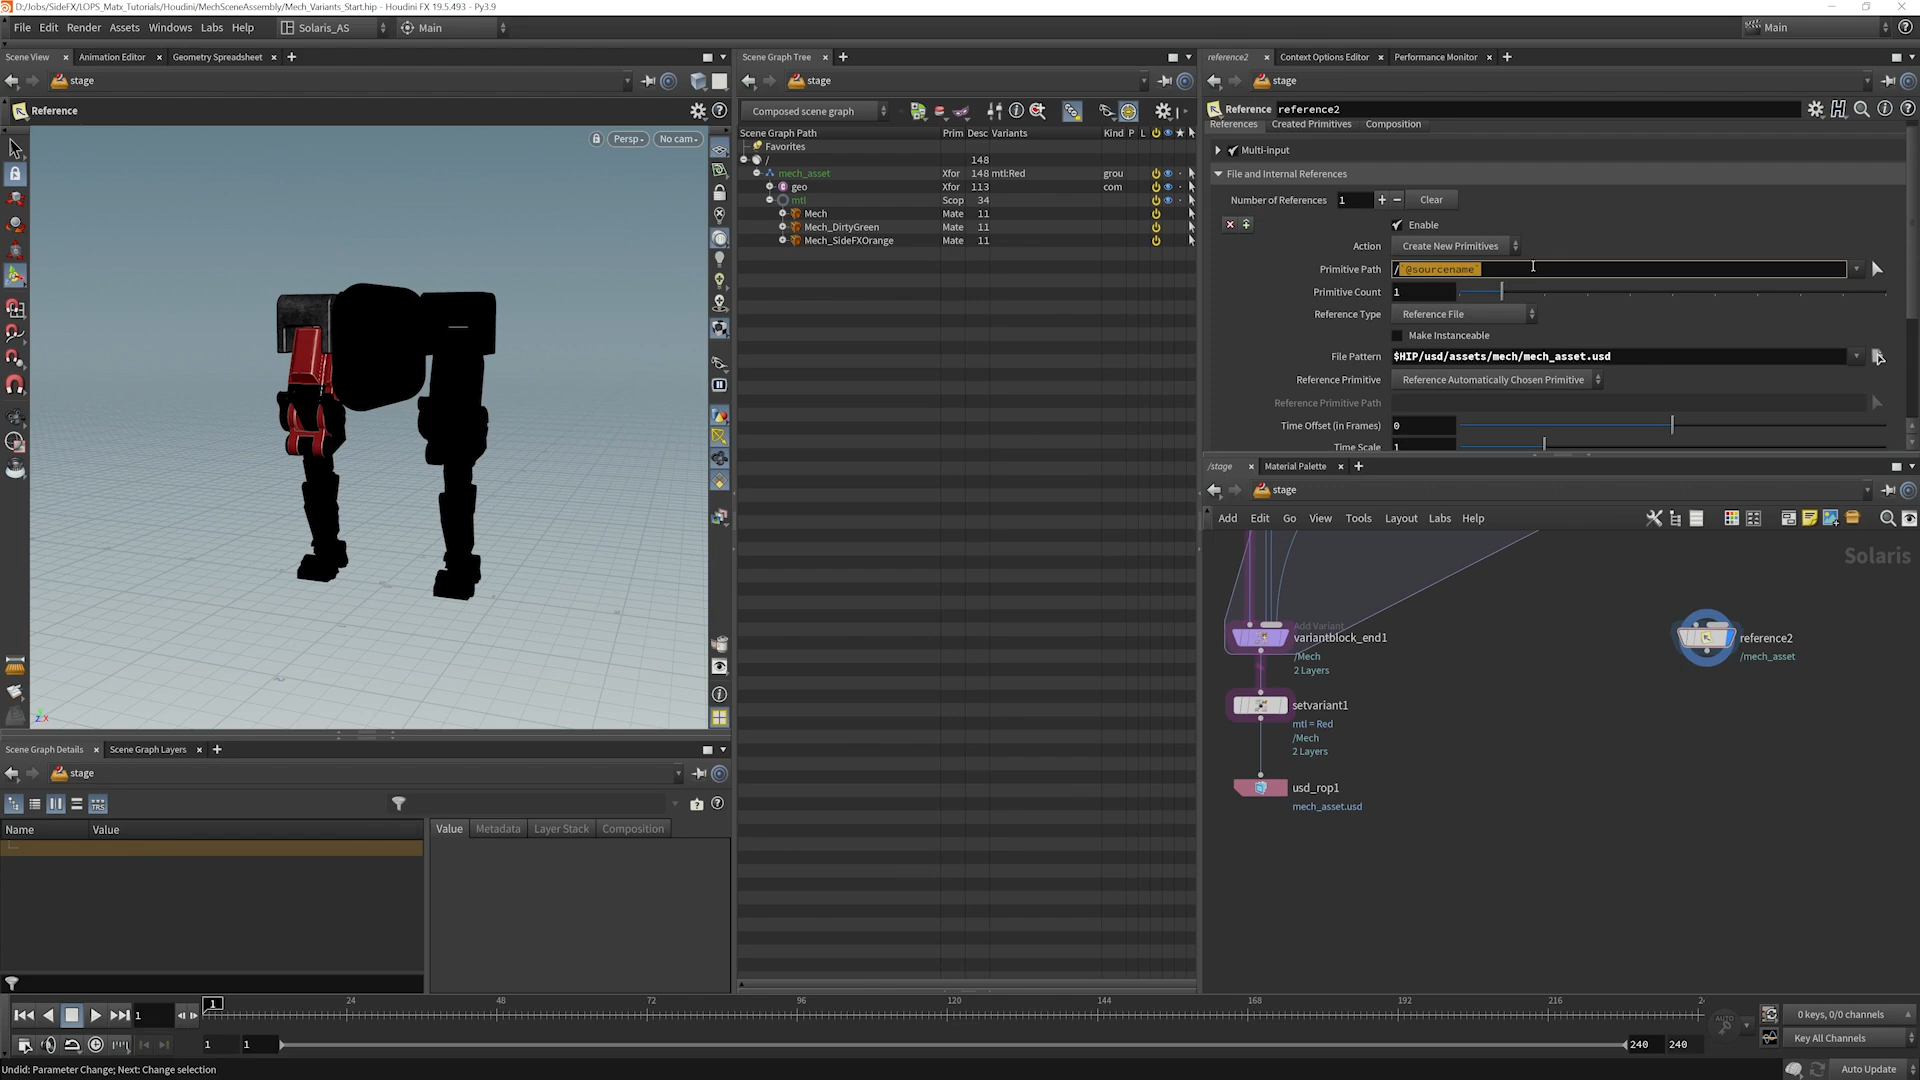 D:/Jobs/SideFX/LOPS_Matx_Tutorials/Houdini/MechSceneAssembly/Mech_Variants_Start.hip - Houdini FX 19.5.493 - Py3.9
File Edit Render Assets Windows Labs Help Solaris_AS Main Main
Scene View Animation Editor Geometry Spreadsheet
stage
Reference
Persp No cam
Z X
Scene Graph Details Scene Graph Layers
stage
Name Value
Value Metadata Layer Stack Composition
Scene Graph Tree
stage
Composed scene graph
Scene Graph Path Prim Desc Variants Kind P L
Favorites
/ 148
mech_asset Xfor 148 mtl:Red grou
geo Xfor 113 com
mtl Scop 34
Mech Mate 11
Mech_DirtyGreen Mate 11
Mech_SideFXOrange Mate 11
reference2 Context Options Editor Performance Monitor
stage
Reference reference2
References Created Primitives Composition
Multi-input
File and Internal References
Number of References 1 Clear
Enable
Action Create New Primitives
Primitive Path /`@sourcename`
Primitive Count 1
Reference Type Reference File
Make Instanceable
File Pattern $HIP/usd/assets/mech/mech_asset.usd
Reference Primitive Reference Automatically Chosen Primitive
Reference Primitive Path
Time Offset (in Frames) 0
Time Scale 1
/stage Material Palette
stage
Add Edit Go View Tools Layout Labs Help
Solaris
Add Variant
variantblock_end1
/Mech
2 Layers
setvariant1
mtl = Red
/Mech
2 Layers
usd_rop1
mech_asset.usd
reference2
/mech_asset
1 1 24 48 72 96 120 144 168 192 216
AUTO
0 keys, 0/0 channels
1 1 240 240
Key All Channels
Undid: Parameter Change; Next: Change selection
Auto Update